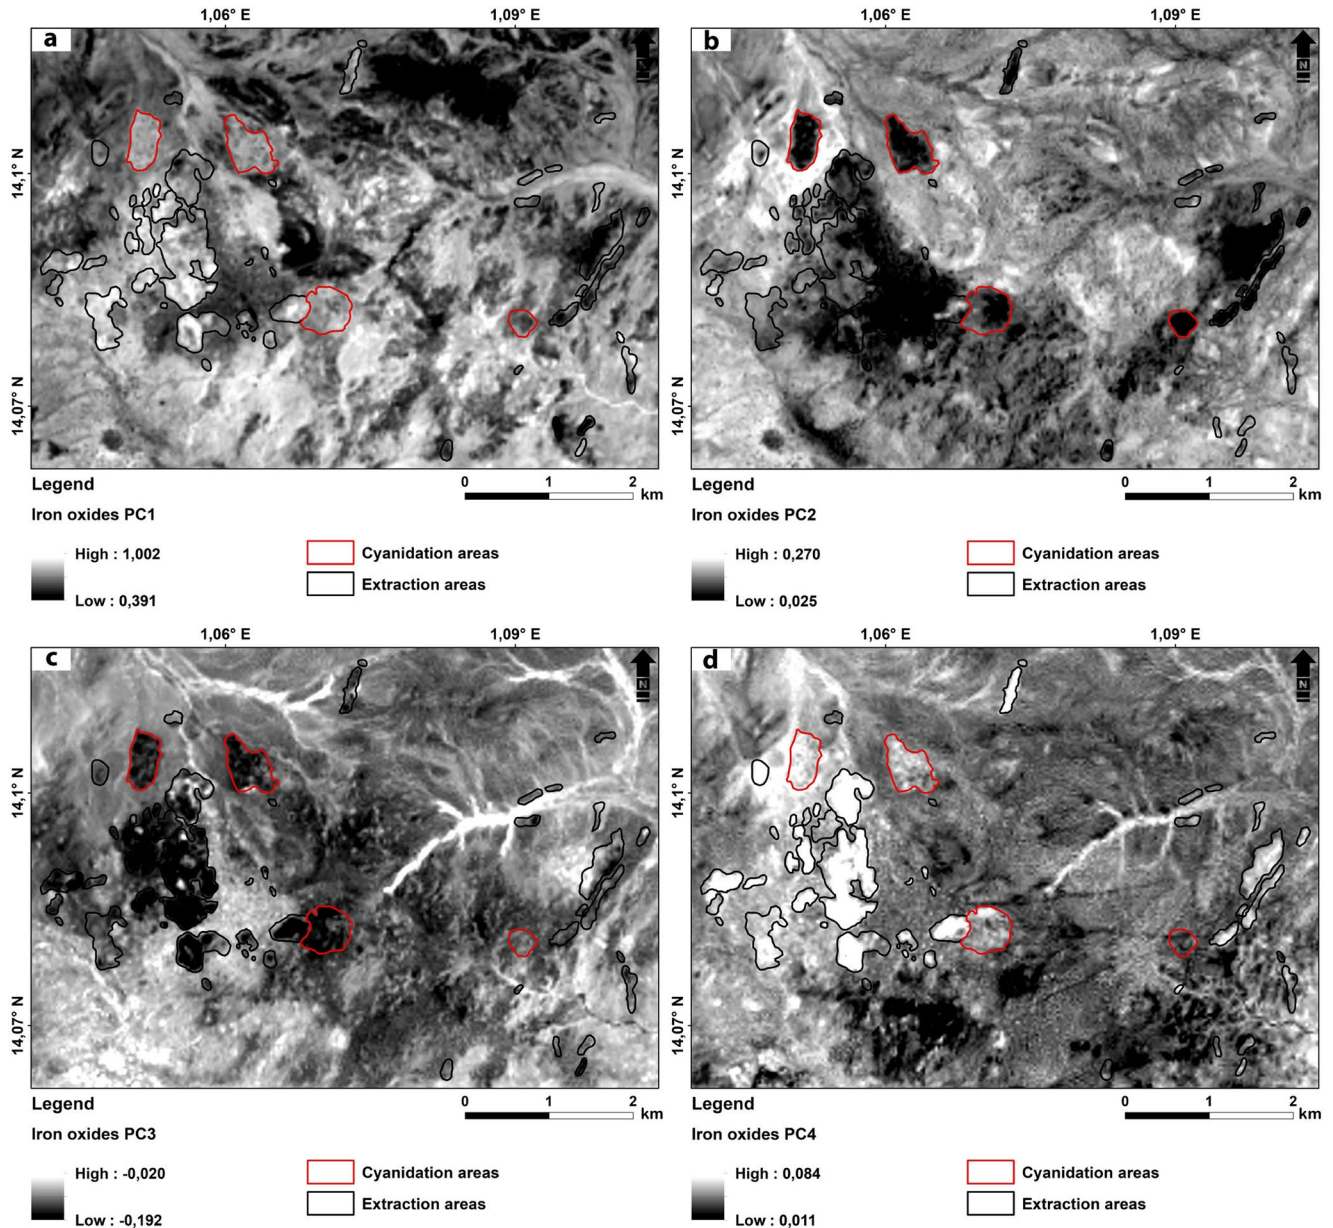 1,06° E 1,09° E 1,06° E 1,09° E
a b
N N
14,1° N 14,1° N
14,07° N 14,07° N
Legend 0 1 2 km Legend 0 1 2 km
Iron oxides PC1 Iron oxides PC2
High : 1,002 Cyanidation areas High : 0,270 Cyanidation areas
Low : 0,391 Extraction areas Low : 0,025 Extraction areas
1,06° E 1,09° E 1,06° E 1,09° E
c d
N N
14,1° N 14,1° N
14,07° N 14,07° N
Legend 0 1 2 km Legend 0 1 2 km
Iron oxides PC3 Iron oxides PC4
High : -0,020 Cyanidation areas High : 0,084 Cyanidation areas
Low : -0,192 Extraction areas Low : 0,011 Extraction areas